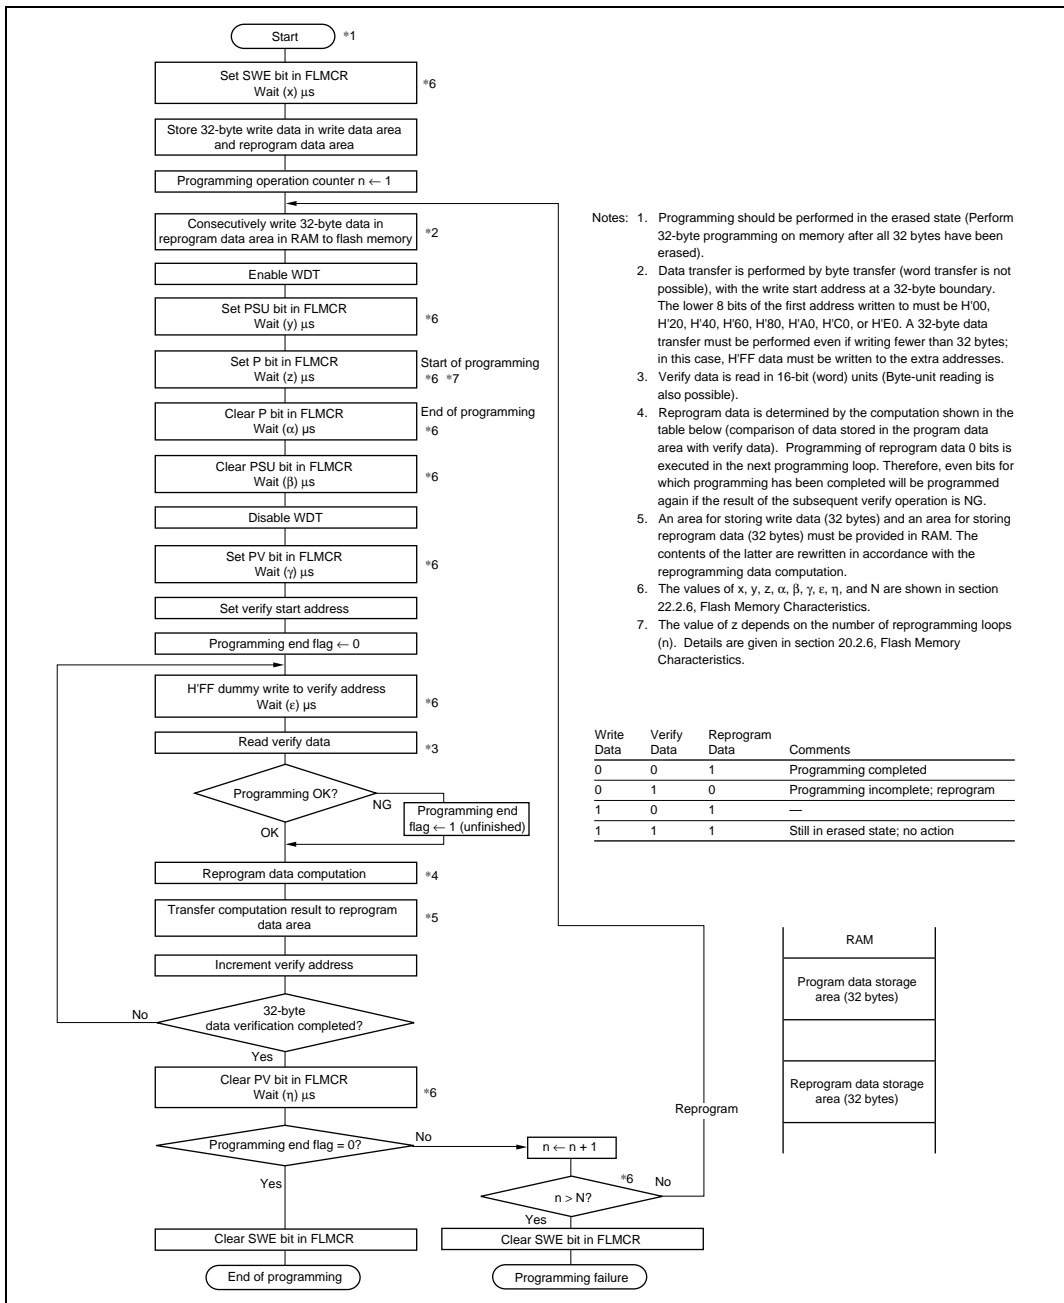 Start *1
Set SWE bit in FLMCR
Wait (x) µs
*6
Store 32-byte write data in write data area
and reprogram data area
Programming operation counter n ← 1
Consecutively write 32-byte data in
reprogram data area in RAM to flash memory
*2
Enable WDT
Set PSU bit in FLMCR
Wait (y) µs
*6
Set P bit in FLMCR
Wait (z) µs
Start of programming
*6 *7
Clear P bit in FLMCR
Wait (α) µs
End of programming
*6
Clear PSU bit in FLMCR
Wait (β) µs
*6
Disable WDT
Set PV bit in FLMCR
Wait (γ) µs
*6
Set verify start address
Programming end flag ← 0
H'FF dummy write to verify address
Wait (ε) µs
*6
Read verify data
*3
Programming OK?
NG
Programming end
flag ← 1 (unfinished)
OK
Reprogram data computation
*4
Transfer computation result to reprogram
data area
*5
Increment verify address
32-byte
data verification completed?
No
Yes
Clear PV bit in FLMCR
Wait (η) µs
*6
Programming end flag = 0?
No
Yes
n ← n + 1
*6
n > N?
No
Reprogram
Yes
Clear SWE bit in FLMCR
Clear SWE bit in FLMCR
End of programming
Programming failure
Notes: 1. Programming should be performed in the erased state (Perform
32-byte programming on memory after all 32 bytes have been
erased).
2. Data transfer is performed by byte transfer (word transfer is not
possible), with the write start address at a 32-byte boundary.
The lower 8 bits of the first address written to must be H'00,
H'20, H'40, H'60, H'80, H'A0, H'C0, or H'E0. A 32-byte data
transfer must be performed even if writing fewer than 32 bytes;
in this case, H'FF data must be written to the extra addresses.
3. Verify data is read in 16-bit (word) units (Byte-unit reading is
also possible).
4. Reprogram data is determined by the computation shown in the
table below (comparison of data stored in the program data
area with verify data). Programming of reprogram data 0 bits is
executed in the next programming loop. Therefore, even bits for
which programming has been completed will be programmed
again if the result of the subsequent verify operation is NG.
5. An area for storing write data (32 bytes) and an area for storing
reprogram data (32 bytes) must be provided in RAM. The
contents of the latter are rewritten in accordance with the
reprogramming data computation.
6. The values of x, y, z, α, β, γ, ε, η, and N are shown in section
22.2.6, Flash Memory Characteristics.
7. The value of z depends on the number of reprogramming loops
(n). Details are given in section 20.2.6, Flash Memory
Characteristics.
Write Verify Reprogram
Data Data Data Comments
0 0 1 Programming completed
0 1 0 Programming incomplete; reprogram
1 0 1 —
1 1 1 Still in erased state; no action
RAM
Program data storage
area (32 bytes)
Reprogram data storage
area (32 bytes)